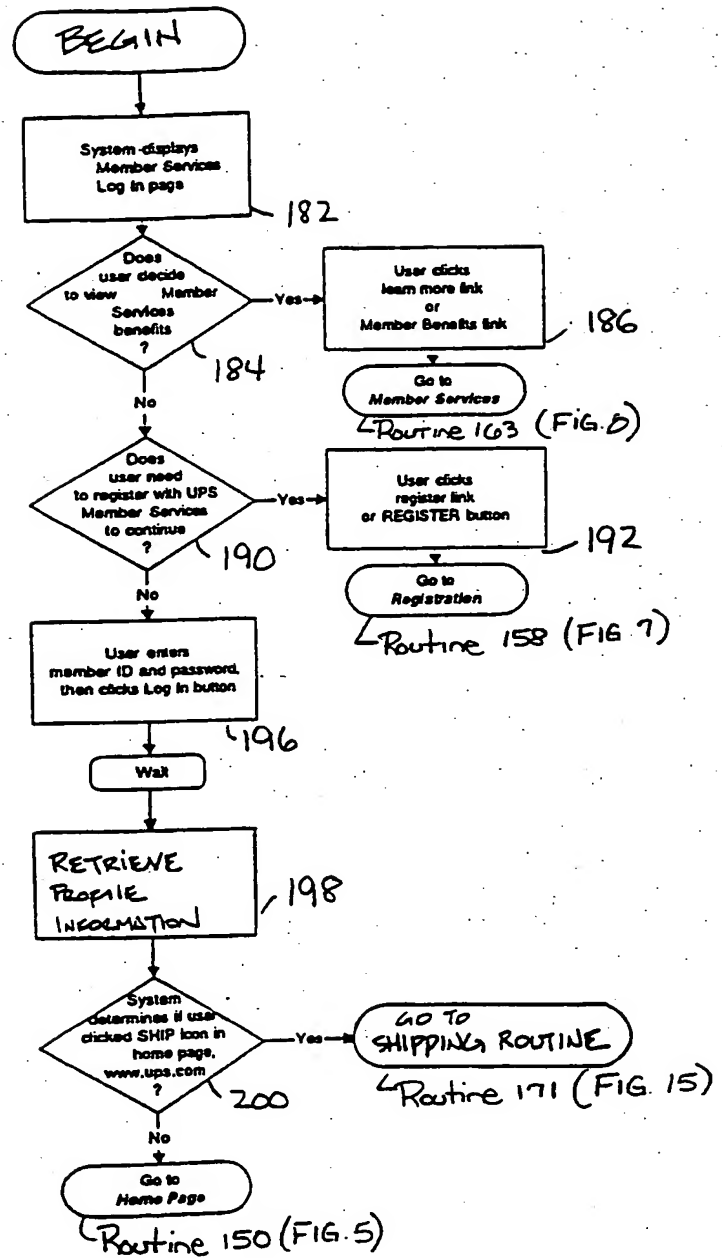 BEGIN
System displays
Member Services
Log In page
182
Does
user decide
to view Member
Services
benefits
?
184
Yes
User clicks
learn more link
or
Member Benefits link
186
Go to
Member Services
Routine 163 (FIG. 8)
No
Does
user need
to register with UPS
Member Services
to continue
?
190
Yes
User clicks
register link
or REGISTER button
192
Go to
Registration
Routine 158 (FIG 7)
No
User enters
member ID and password,
then clicks Log In button
196
Wait
RETRIEVE
PROFILE
INFORMATION
198
System
determines if user
clicked SHIP icon in
home page,
www.ups.com
?
200
Yes
GO TO
SHIPPING ROUTINE
Routine 171 (FIG. 15)
No
Go to
Home Page
Routine 150 (FIG. 5)